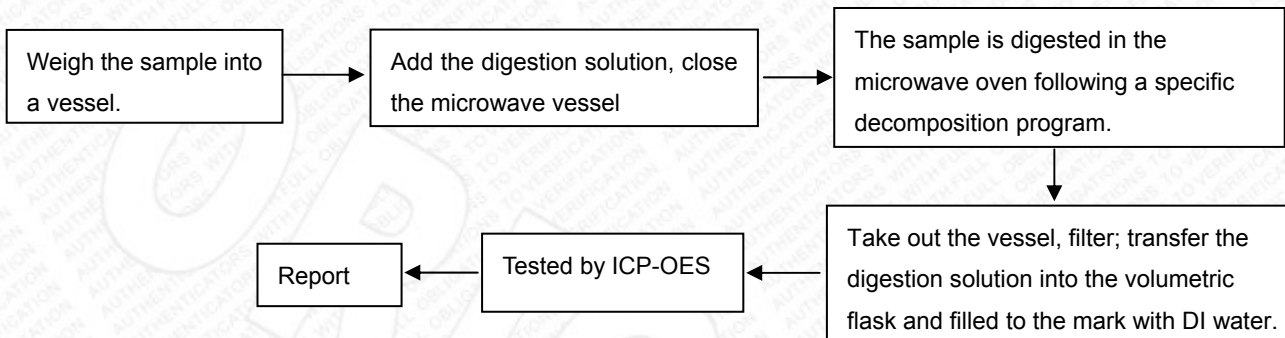 Weigh the sample into
a vessel.
Add the digestion solution, close
the microwave vessel
The sample is digested in the
microwave oven following a specific
decomposition program.
Take out the vessel, filter; transfer the
digestion solution into the volumetric
flask and filled to the mark with DI water.
Tested by ICP-OES
Report